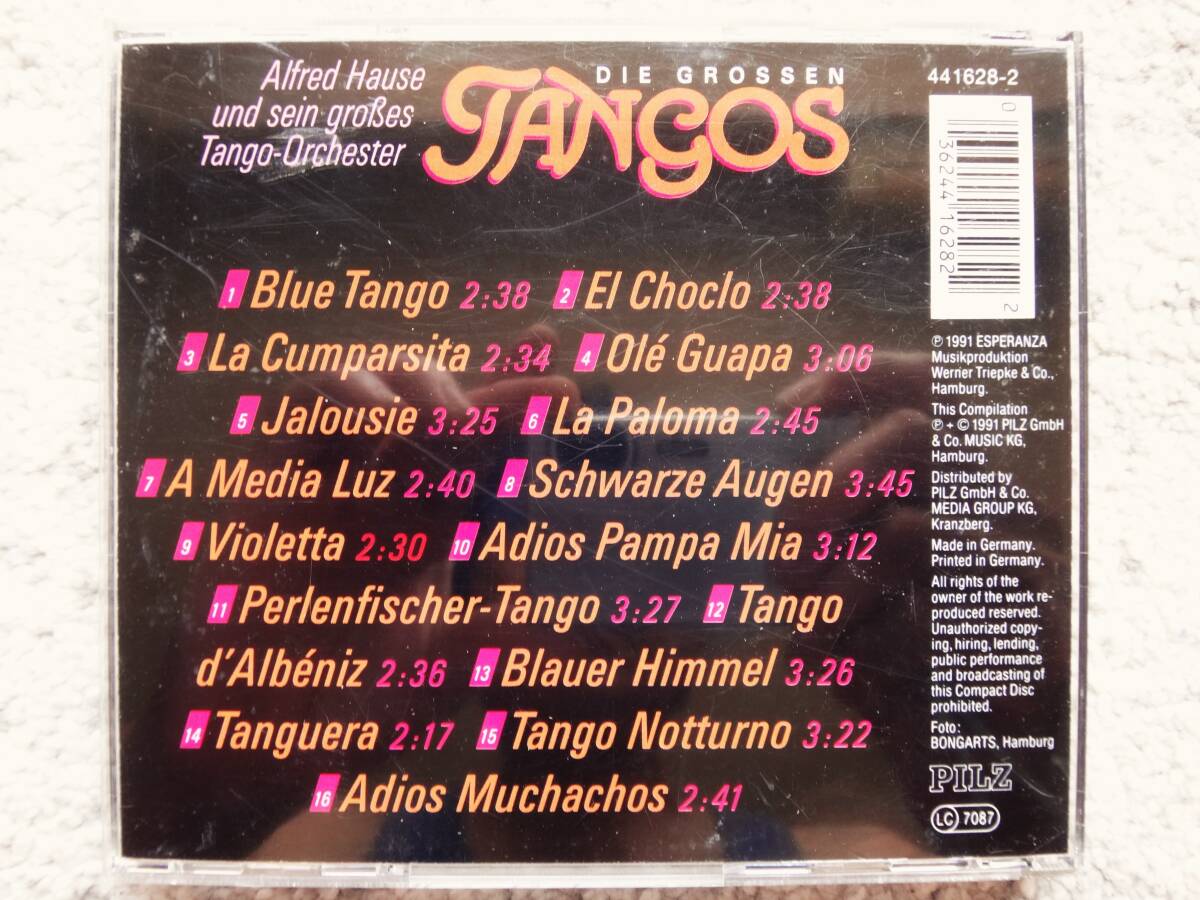 Alfred Hause
und sein großes
Tango-Orchester
DIE GROSSEN
TANGOS
441628-2
0 36244 16282 2
1 Blue Tango 2:38 2 El Choclo 2:38
3 La Cumparsita 2:34 4 Olé Guapa 3:06
5 Jalousie 3:25 6 La Paloma 2:45
7 A Media Luz 2:40 8 Schwarze Augen 3:45
9 Violetta 2:30 10 Adios Pampa Mia 3:12
11 Perlenfischer-Tango 3:27 12 Tango
d'Albéniz 2:36 13 Blauer Himmel 3:26
14 Tanguera 2:17 15 Tango Notturno 3:22
16 Adios Muchachos 2:41
℗ 1991 ESPERANZA
Musikproduktion
Werner Triepke & Co.,
Hamburg.
This Compilation
℗ + © 1991 PILZ GmbH
& Co. MUSIC KG,
Hamburg.
Distributed by
PILZ GmbH & Co.
MEDIA GROUP KG,
Kranzberg.
Made in Germany.
Printed in Germany.
All rights of the
owner of the work re-
produced reserved.
Unauthorized copy-
ing, hiring, lending,
public performance
and broadcasting of
this Compact Disc
prohibited.
Foto:
BONGARTS, Hamburg
PILZ
LC 7087